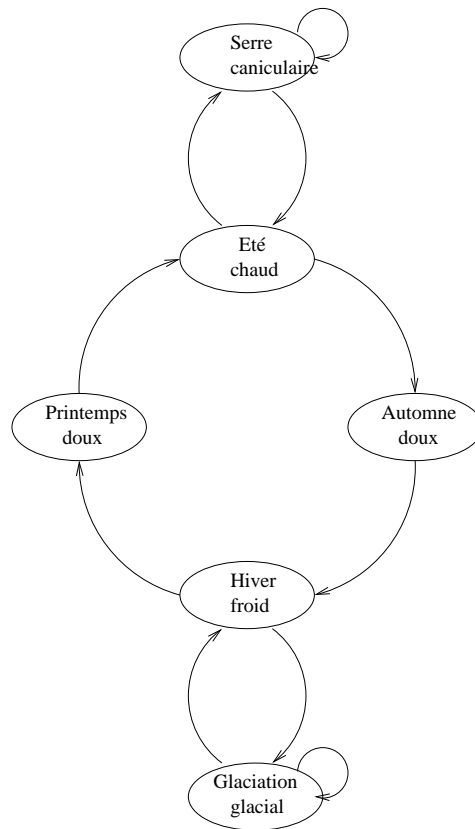 Serre
caniculaire
Eté
chaud
Printemps
doux
Automne
doux
Hiver
froid
Glaciation
glacial